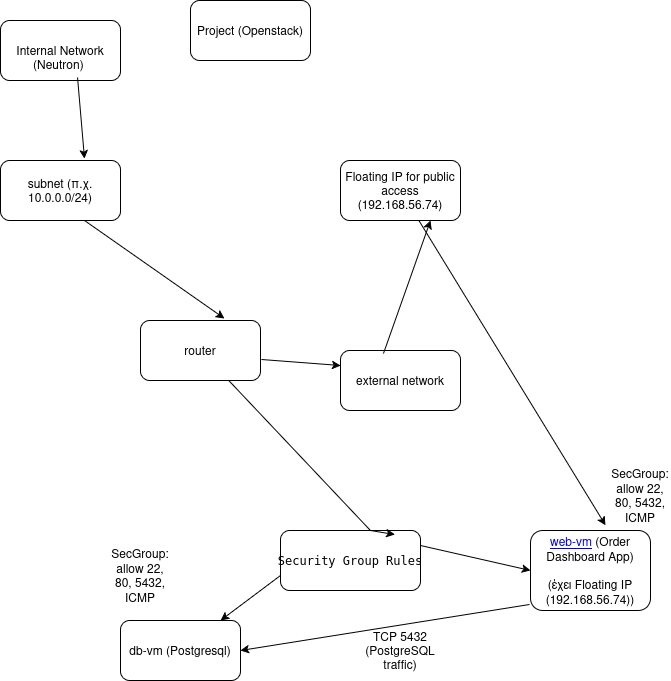 Project (Openstack)
Internal Network
(Neutron)
subnet (π.χ.
10.0.0.0/24)
Floating IP for public
access
(192.168.56.74)
router
external network
SecGroup:
allow 22,
80, 5432,
ICMP
Security Group Rules
web-vm (Order
Dashboard App)
(έχει Floating IP
(192.168.56.74))
SecGroup:
allow 22,
80, 5432,
ICMP
db-vm (Postgresql)
TCP 5432
(PostgreSQL
traffic)